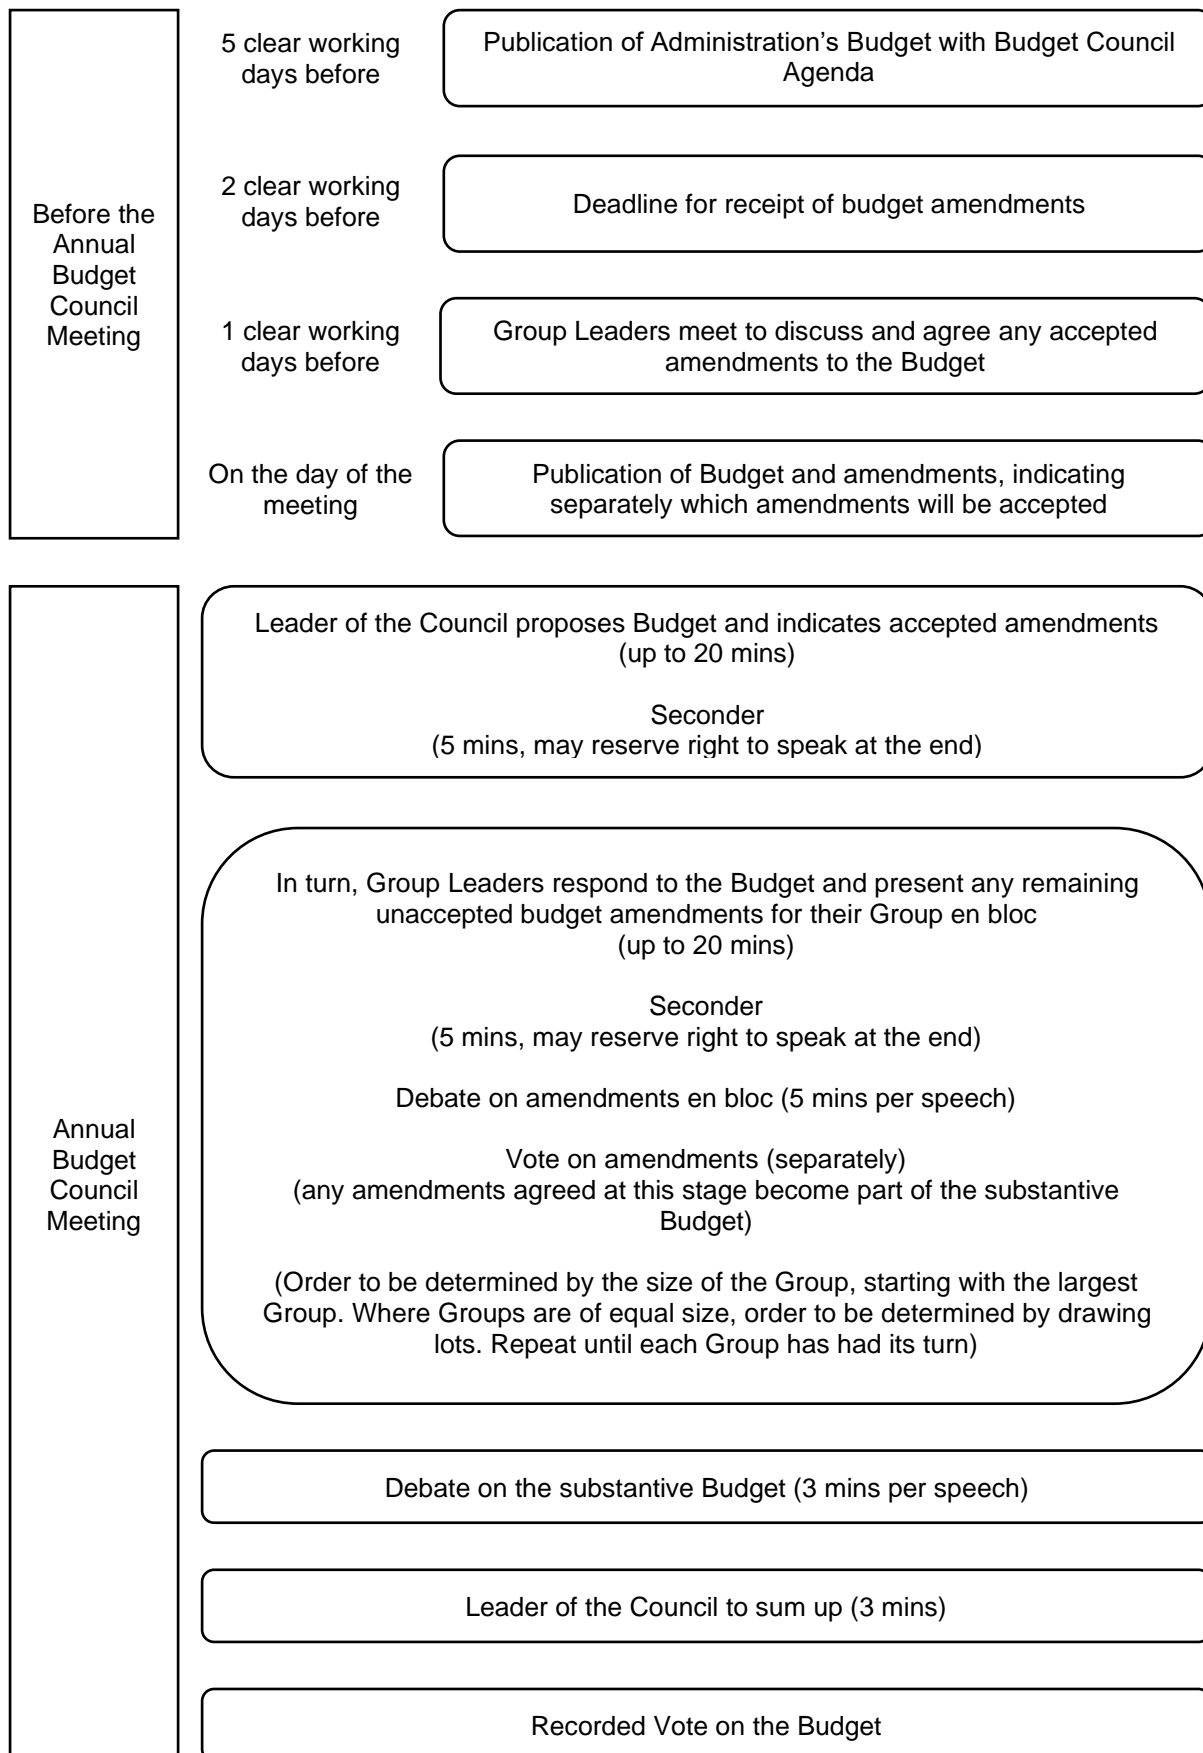 Before the
Annual
Budget
Council
Meeting
5 clear working
days before
Publication of Administration’s Budget with Budget Council
Agenda
2 clear working
days before
Deadline for receipt of budget amendments
1 clear working
days before
Group Leaders meet to discuss and agree any accepted
amendments to the Budget
On the day of the
meeting
Publication of Budget and amendments, indicating
separately which amendments will be accepted
Annual
Budget
Council
Meeting
Leader of the Council proposes Budget and indicates accepted amendments
(up to 20 mins)
Seconder
(5 mins, may reserve right to speak at the end)
In turn, Group Leaders respond to the Budget and present any remaining
unaccepted budget amendments for their Group en bloc
(up to 20 mins)
Seconder
(5 mins, may reserve right to speak at the end)
Debate on amendments en bloc (5 mins per speech)
Vote on amendments (separately)
(any amendments agreed at this stage become part of the substantive
Budget)
(Order to be determined by the size of the Group, starting with the largest
Group. Where Groups are of equal size, order to be determined by drawing
lots. Repeat until each Group has had its turn)
Debate on the substantive Budget (3 mins per speech)
Leader of the Council to sum up (3 mins)
Recorded Vote on the Budget